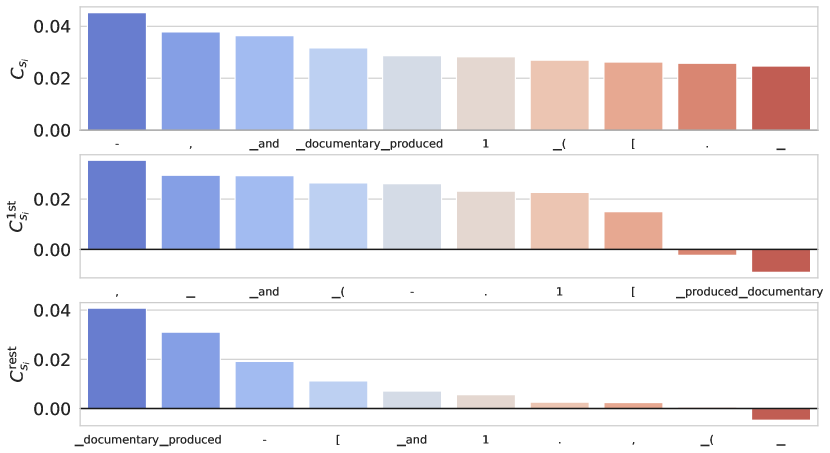 0.04
0.02
0.00
C_{s_i}
- , _and _documentary _produced 1 _( [ . _
0.02
0.00
C_{s_i}^{1st}
, _ _and _( - . 1 [ _produced _documentary
0.04
0.02
0.00
C_{s_i}^{rest}
_documentary _produced - [ _and 1 . , _( _